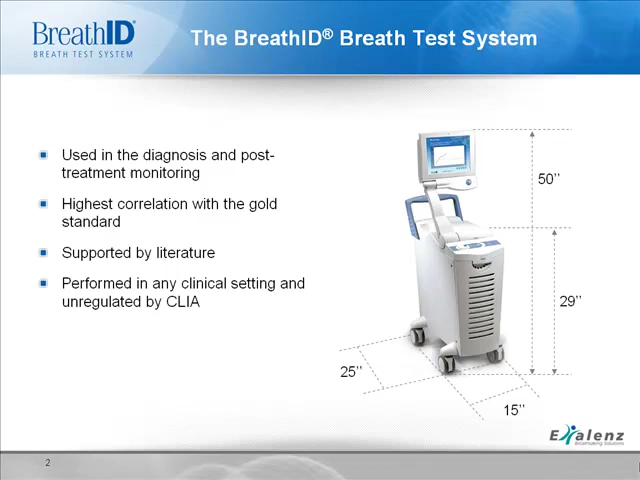 BreathID®
BREATH TEST SYSTEM
The BreathID® Breath Test System
Used in the diagnosis and post-
treatment monitoring
Highest correlation with the gold
standard
Supported by literature
Performed in any clinical setting and
unregulated by CLIA
50’’
29’’
25’’
15’’
Exalenz
2